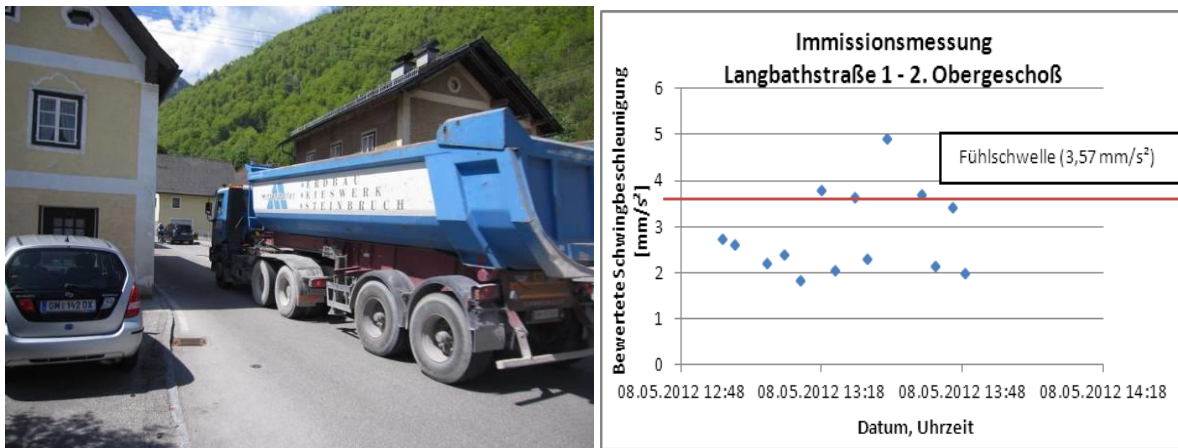 ERDBAU
KIESWERK
STEINBRUCH
GM 142 DX
Immissionsmessung
Langbathstraße 1 - 2. Obergeschoß
Bewertete Schwingbeschleunigung
[mm/s²]
6
5
4
3
2
1
0
Fühlschwelle (3,57 mm/s²)
08.05.2012 12:48 08.05.2012 13:18 08.05.2012 13:48 08.05.2012 14:18
Datum, Uhrzeit